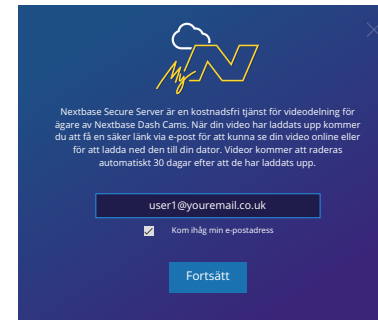 My N
Nextbase Secure Server är en kostnadsfri tjänst för videodelning för
ägare av Nextbase Dash Cams. När din video har laddats upp kommer
du att få en säker länk via e-post för att kunna se din video online eller
för att ladda ned den till din dator. Videor kommer att raderas
automatiskt 30 dagar efter att de har laddats upp.
user1@youremail.co.uk
Kom ihåg min e-postadress
Fortsätt